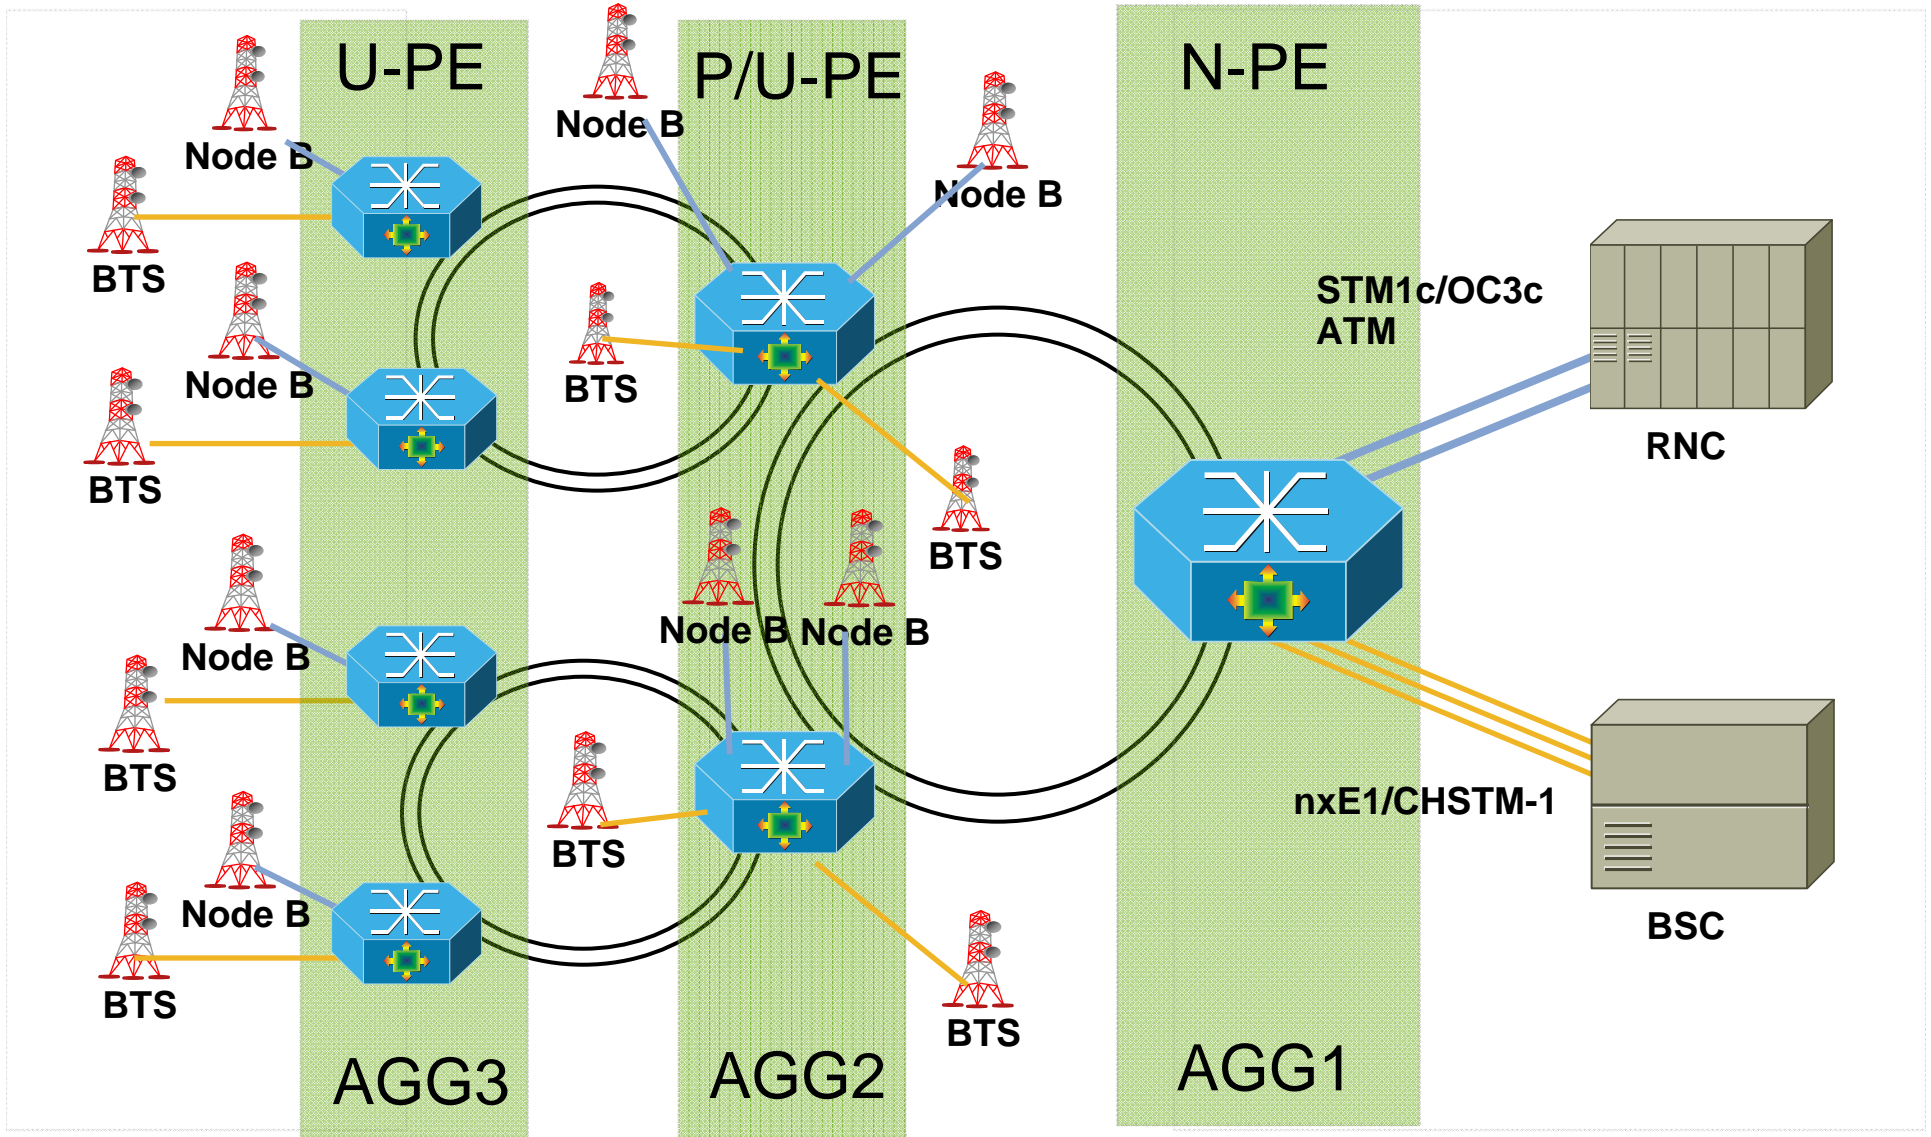 U-PE
P/U-PE
N-PE
Node B
Node B
Node B
BTS
Node B
BTS
BTS
Node B
BTS
STM1c/OC3c
ATM
RNC
BTS
Node B
Node B
Node B
BTS
nxE1/CHSTM-1
BTS
Node B
BSC
BTS
BTS
AGG3
AGG2
AGG1